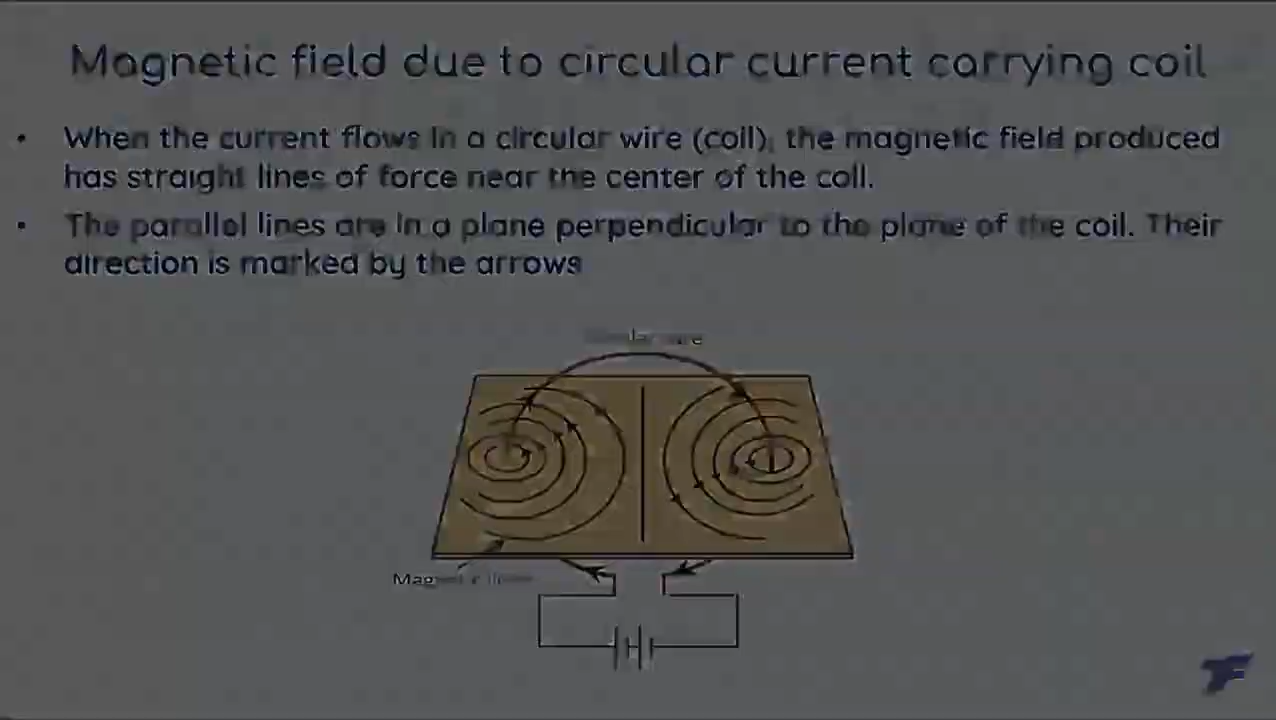 Magnetic field due to circular current carrying coil
• When the current flows in a circular wire (coil), the magnetic field produced
has straight lines of force near the center of the coil.
• The parallel lines are in a plane perpendicular to the plane of the coil. Their
direction is marked by the arrows